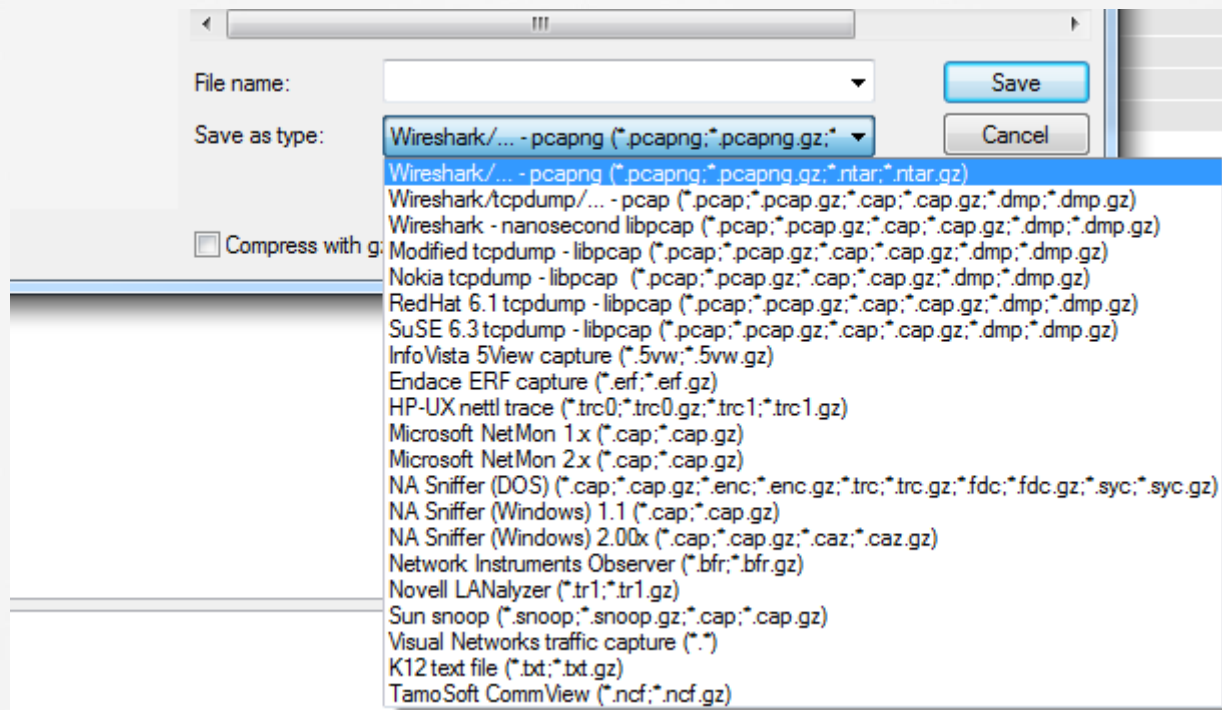 File name:
Save
Save as type:
Wireshark/... - pcapng (*.pcapng;*.pcapng.gz;*
Cancel
Wireshark/... - pcapng (*.pcapng;*.pcapng.gz;*.ntar;*.ntar.gz)
Wireshark/tcpdump/... - pcap (*.pcap;*.pcap.gz;*.cap;*.cap.gz;*.dmp;*.dmp.gz)
Wireshark - nanosecond libpcap (*.pcap;*.pcap.gz;*.cap;*.cap.gz;*.dmp;*.dmp.gz)
Compress with g
Modified tcpdump - libpcap (*.pcap;*.pcap.gz;*.cap;*.cap.gz;*.dmp;*.dmp.gz)
Nokia tcpdump - libpcap  (*.pcap;*.pcap.gz;*.cap;*.cap.gz;*.dmp;*.dmp.gz)
RedHat 6.1 tcpdump - libpcap (*.pcap;*.pcap.gz;*.cap;*.cap.gz;*.dmp;*.dmp.gz)
SuSE 6.3 tcpdump - libpcap (*.pcap;*.pcap.gz;*.cap;*.cap.gz;*.dmp;*.dmp.gz)
InfoVista 5View capture (*.5vw;*.5vw.gz)
Endace ERF capture (*.erf;*.erf.gz)
HP-UX nettl trace (*.trc0;*.trc0.gz;*.trc1;*.trc1.gz)
Microsoft NetMon 1.x (*.cap;*.cap.gz)
Microsoft NetMon 2.x (*.cap;*.cap.gz)
NA Sniffer (DOS) (*.cap;*.cap.gz;*.enc;*.enc.gz;*.trc;*.trc.gz;*.fdc;*.fdc.gz;*.syc;*.syc.gz)
NA Sniffer (Windows) 1.1 (*.cap;*.cap.gz)
NA Sniffer (Windows) 2.00x (*.cap;*.cap.gz;*.caz;*.caz.gz)
Network Instruments Observer (*.bfr;*.bfr.gz)
Novell LANalyzer (*.tr1;*.tr1.gz)
Sun snoop (*.snoop;*.snoop.gz;*.cap;*.cap.gz)
Visual Networks traffic capture (*.*)
K12 text file (*.txt;*.txt.gz)
TamoSoft CommView (*.ncf;*.ncf.gz)